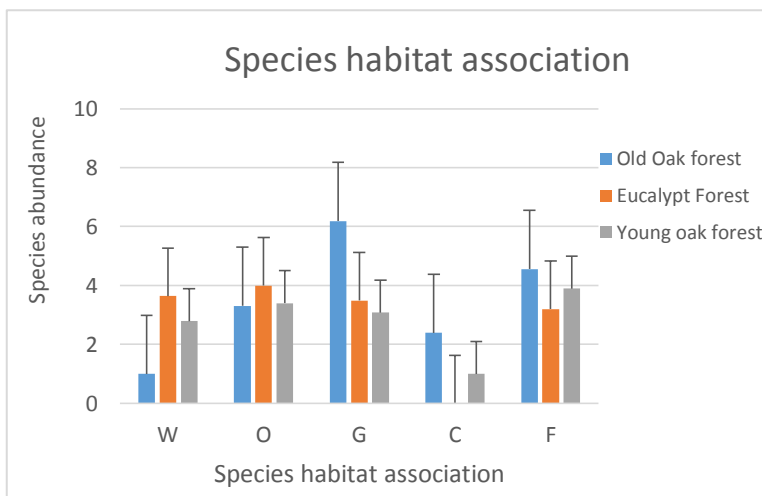 Species habitat association
10
8
6
4
2
0
Species abundance
W O G C F
Species habitat association
Old Oak forest
Eucalypt Forest
Young oak forest